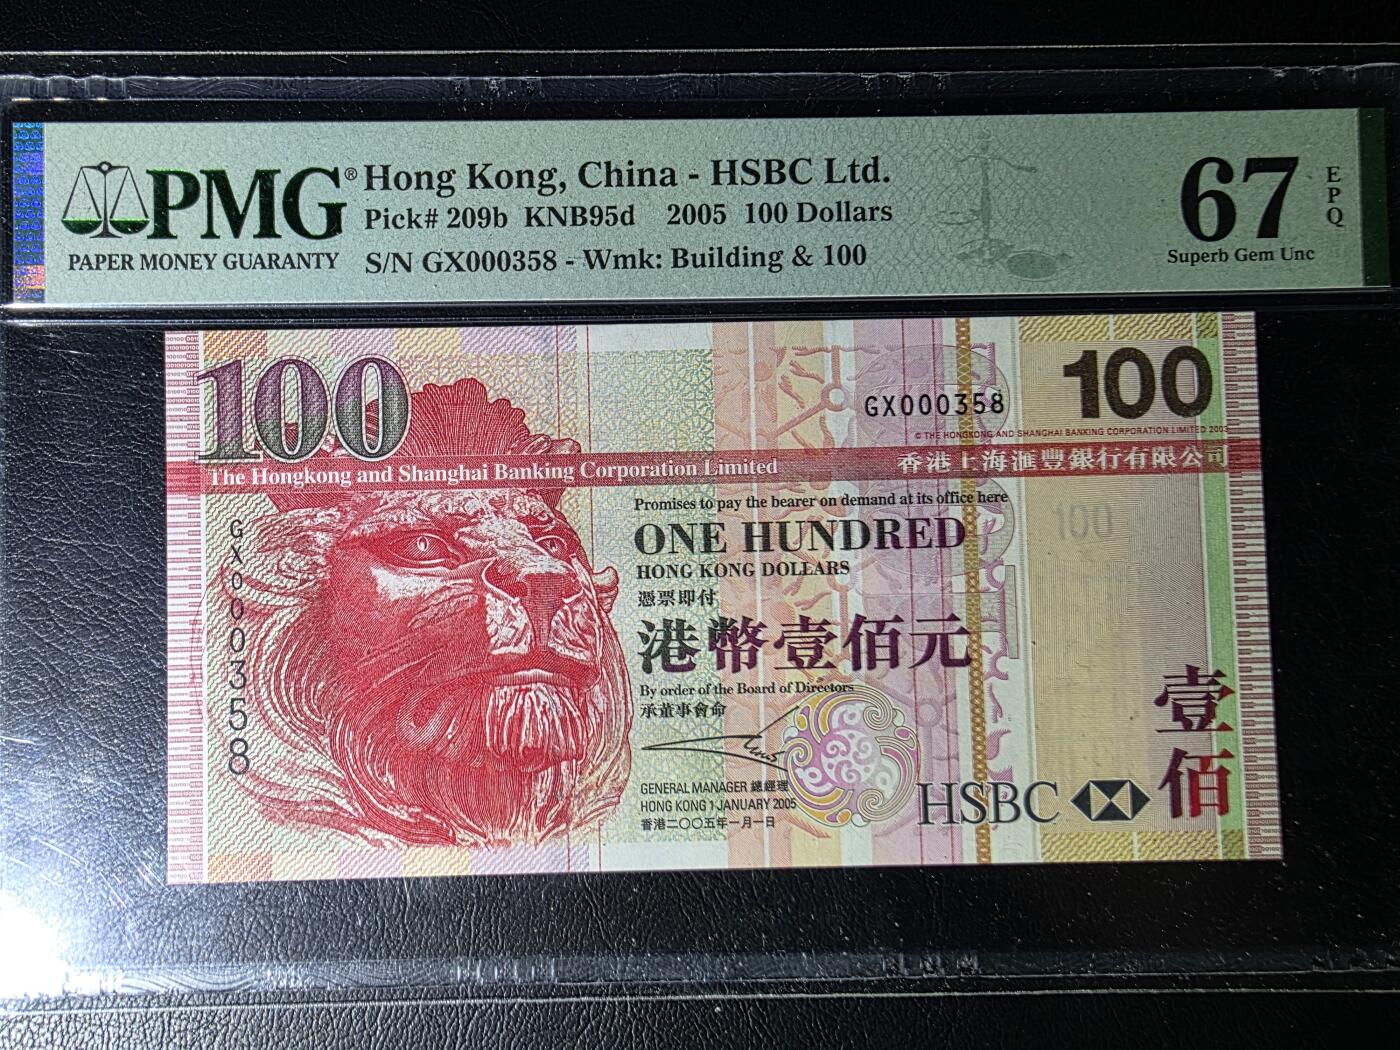 PMG®
PAPER MONEY GUARANTY
Hong Kong, China - HSBC Ltd.
Pick# 209b KNB95d 2005 100 Dollars
S/N GX000358 - Wmk: Building & 100
67
EPQ
Superb Gem Unc
100
GX000358
100
© THE HONGKONG AND SHANGHAI BANKING CORPORATION LIMITED 2003
The Hongkong and Shanghai Banking Corporation Limited
香港上海滙豐銀行有限公司
GX000358
Promises to pay the bearer on demand at its office here
ONE HUNDRED
HONG KONG DOLLARS
憑票即付
港幣壹佰元
100
By order of the Board of Directors
承董事會命
GENERAL MANAGER 總經理
HONG KONG 1 JANUARY 2005
香港二〇〇五年一月一日
HSBC
壹佰